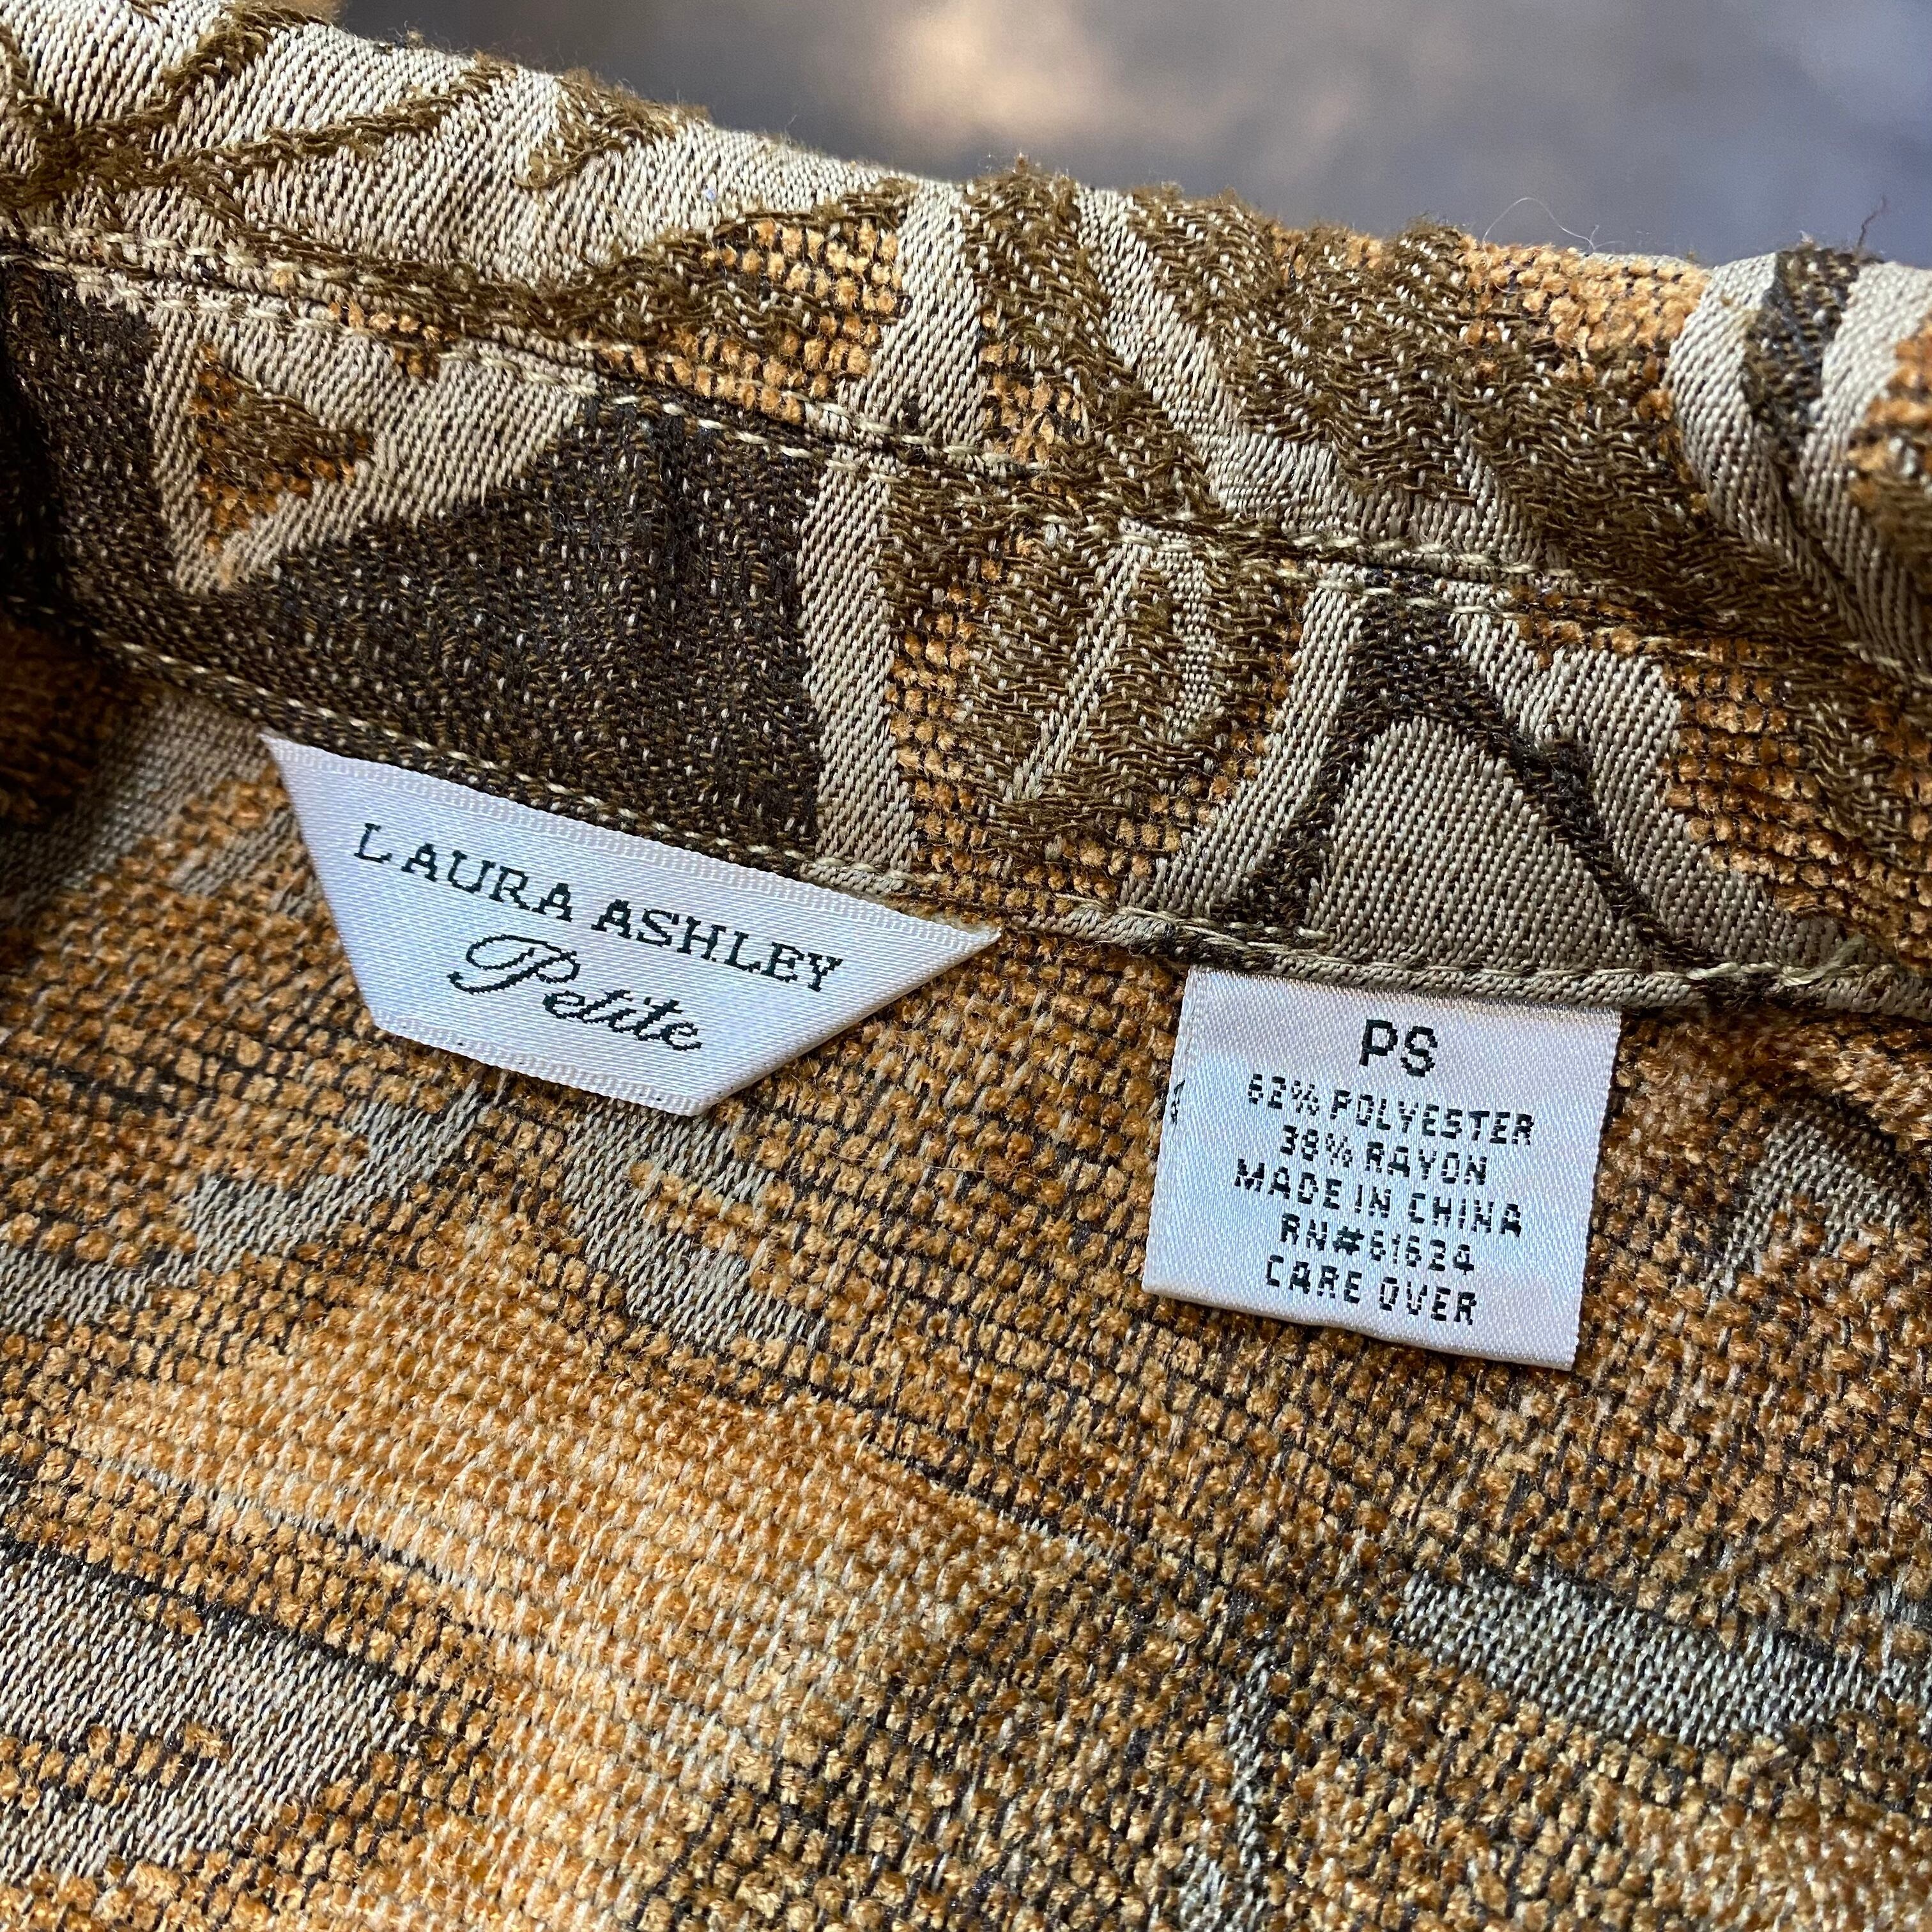 LAURA ASHLEY
Petite
PS
62% POLYESTER
38% RAYON
MADE IN CHINA
RN#61624
CARE OVER